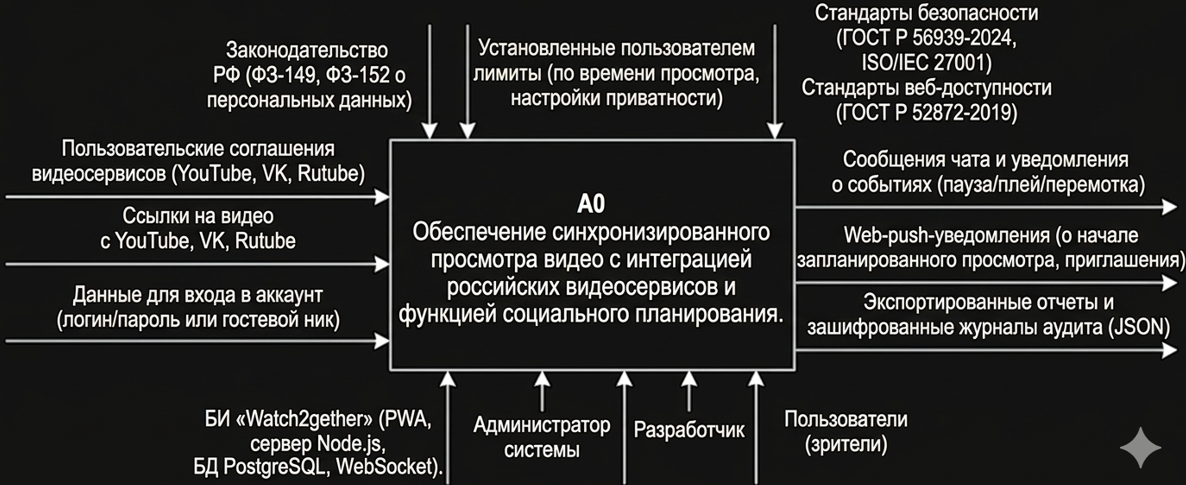 Законодательство
РФ (ФЗ-149, ФЗ-152 о
персональных данных)
Установленные пользователем
лимиты (по времени просмотра,
настройки приватности)
Стандарты безопасности
(ГОСТ Р 56939-2024,
ISO/IEC 27001)
Стандарты веб-доступности
(ГОСТ Р 52872-2019)
Пользовательские соглашения
видеосервисов (YouTube, VK, Rutube)
Ссылки на видео
с YouTube, VK, Rutube
Данные для входа в аккаунт
(логин/пароль или гостевой ник)
A0
Обеспечение синхронизированного
просмотра видео с интеграцией
российских видеосервисов и
функцией социального планирования.
Сообщения чата и уведомления
о событиях (пауза/плей/перемотка)
Web-push-уведомления (о начале
запланированного просмотра, приглашения)
Экспортированные отчеты и
зашифрованные журналы аудита (JSON)
БИ «Watch2gether» (PWA,
сервер Node.js,
БД PostgreSQL, WebSocket).
Администратор
системы
Разработчик
Пользователи
(зрители)